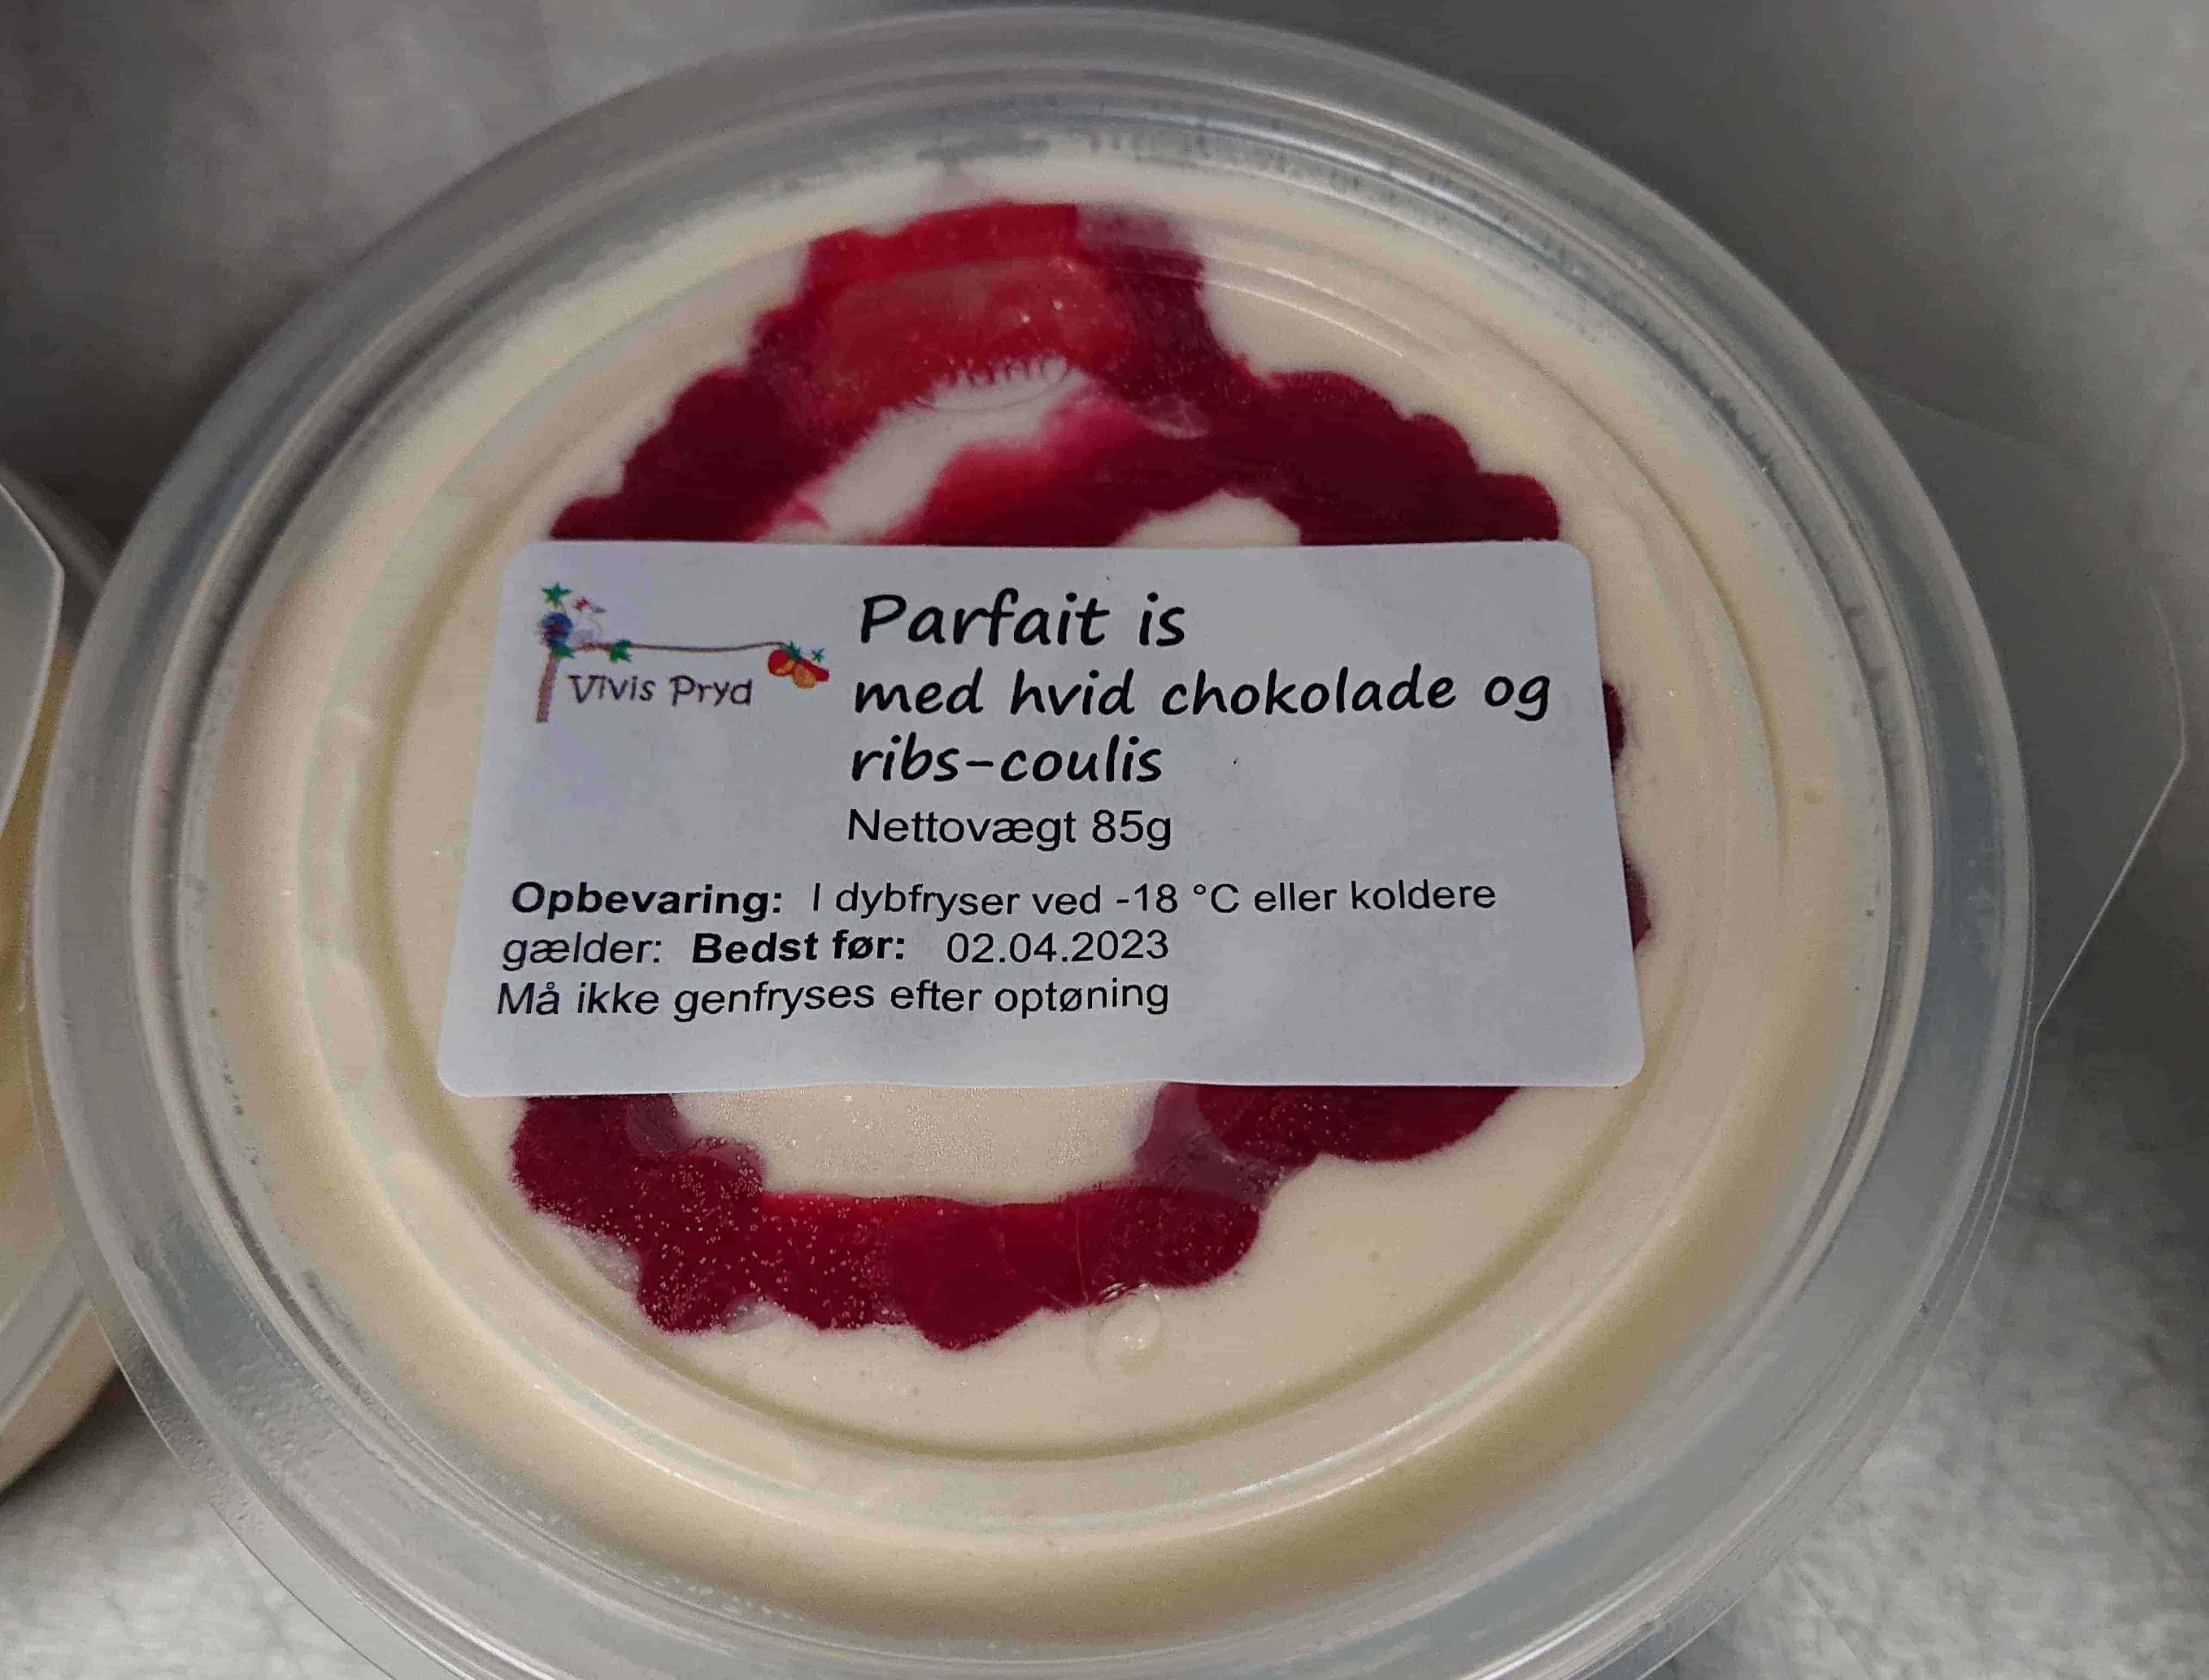 Vivis Pryd
Parfait is
med hvid chokolade og
ribs-coulis
Nettovægt 85g
Opbevaring: I dybfryser ved -18 °C eller koldere
gælder: Bedst før: 02.04.2023
Må ikke genfryses efter optøning